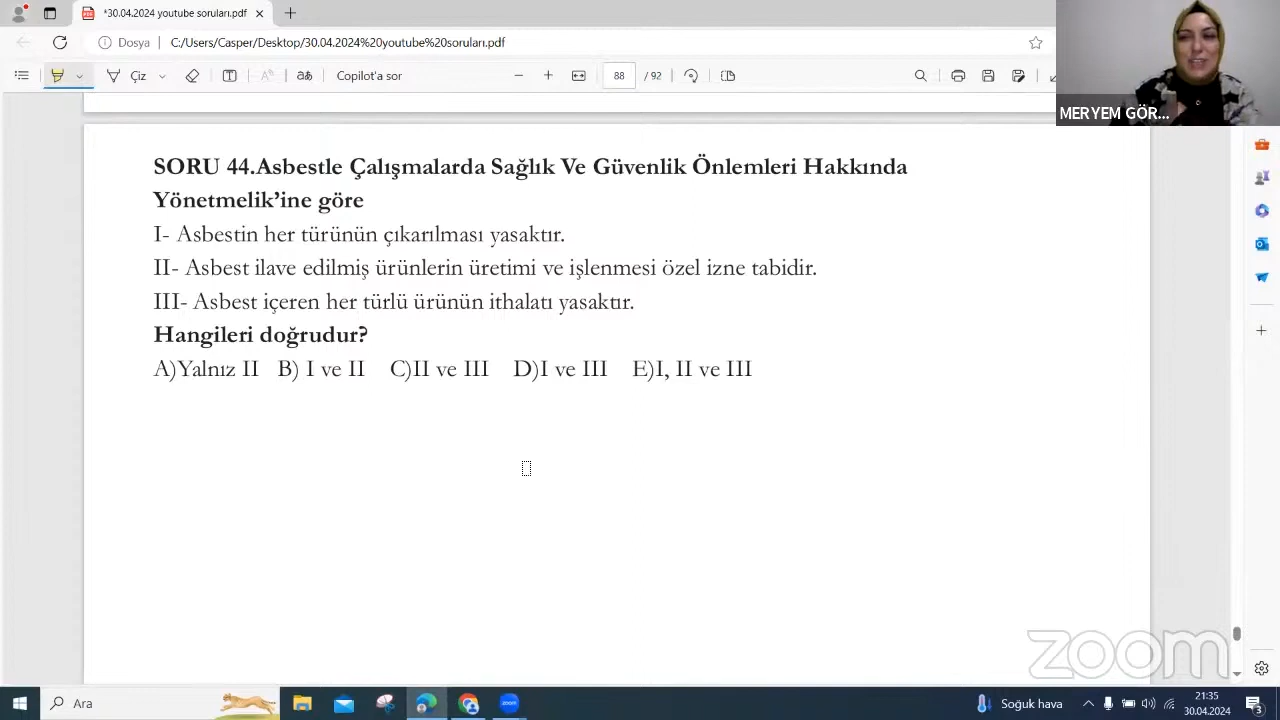 *30.04.2024 youtube soruları.pdf
Dosya C:/Users/Casper/Desktop/30.04.2024%20youtube%20soruları.pdf
Çiz Copilot'a sor 88 / 92
MERYEM GÖR...
SORU 44.Asbestle Çalışmalarda Sağlık Ve Güvenlik Önlemleri Hakkında
Yönetmelik’ine göre
I- Asbestin her türünün çıkarılması yasaktır.
II- Asbest ilave edilmiş ürünlerin üretimi ve işlenmesi özel izne tabidir.
III- Asbest içeren her türlü ürünün ithalatı yasaktır.
Hangileri doğrudur?
A)Yalnız II B) I ve II C)II ve III D)I ve III E)I, II ve III
zoom
Ara
zoom
Soğuk hava
21:35
30.04.2024
3